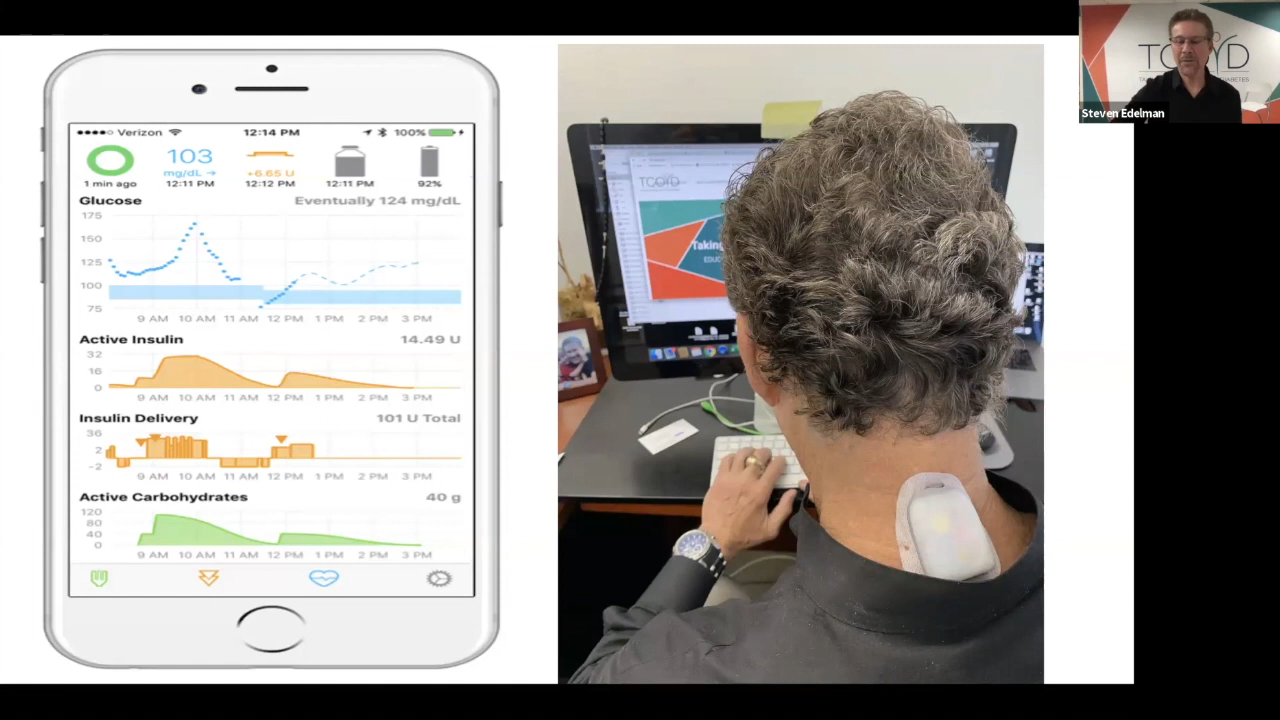 Verizon 12:14 PM 100%
103
mg/dL → +6.65 U
1 min ago 12:11 PM 12:12 PM 12:11 PM 92%
Glucose Eventually 124 mg/dL
175
150
125
100
75
9 AM 10 AM 11 AM 12 PM 1 PM 2 PM 3 PM
Active Insulin 14.49 U
32
16
0
9 AM 10 AM 11 AM 12 PM 1 PM 2 PM 3 PM
Insulin Delivery 101 U Total
36
2
-2
9 AM 10 AM 11 AM 12 PM 1 PM 2 PM 3 PM
Active Carbohydrates 40 g
120
80
40
0
9 AM 10 AM 11 AM 12 PM 1 PM 2 PM 3 PM
TCOYD
Taking
EDUC
TCOYD
DIABETES
Steven Edelman